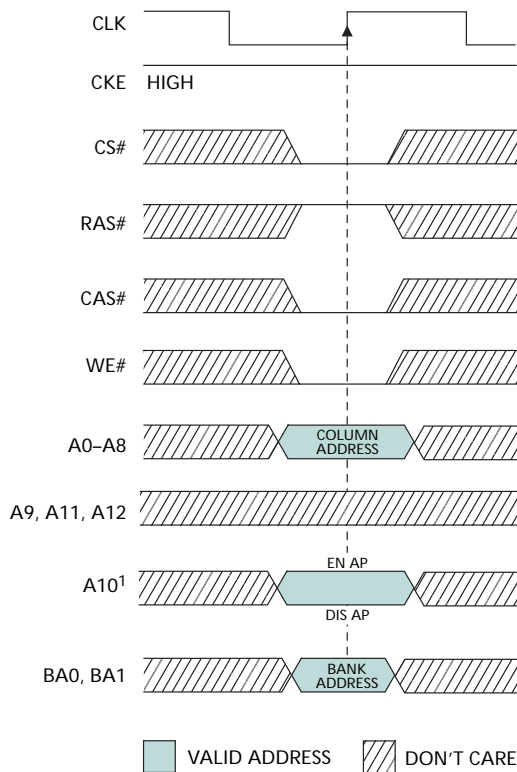 CLK
CKE HIGH
CS#
RAS#
CAS#
WE#
A0–A8 COLUMN
ADDRESS
A9, A11, A12
EN AP
A10¹
DIS AP
BA0, BA1 BANK
ADDRESS
VALID ADDRESS DON'T CARE